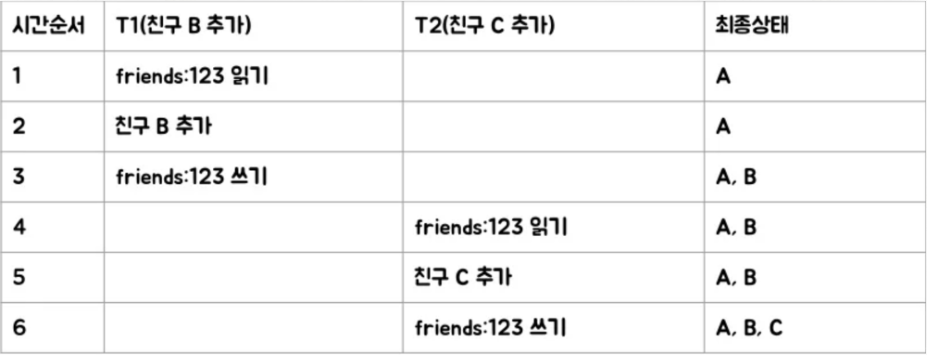 시간순서 T1(친구 B 추가) T2(친구 C 추가) 최종상태
1 friends:123 읽기 A
2 친구 B 추가 A
3 friends:123 쓰기 A, B
4 friends:123 읽기 A, B
5 친구 C 추가 A, B
6 friends:123 쓰기 A, B, C